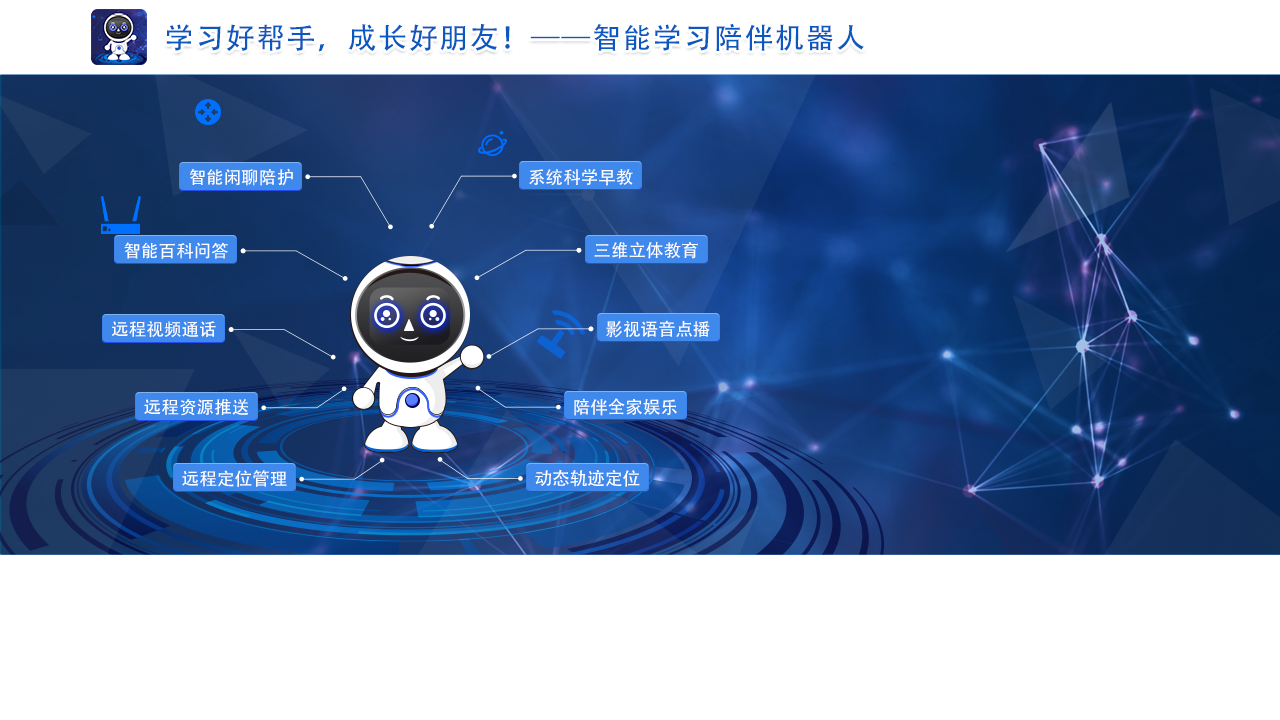 学习好帮手，成长好朋友！——智能学习陪伴机器人
智能闲聊陪护
系统科学早教
智能百科问答
三维立体教育
远程视频通话
影视语音点播
远程资源推送
陪伴全家娱乐
远程定位管理
动态轨迹定位